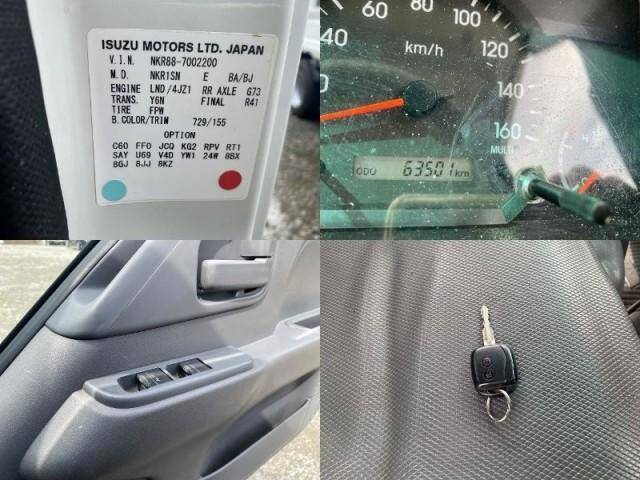 ISUZU MOTORS LTD. JAPAN
V.I.N. NKR88-7002200
M.D. NKR1SN E BA/BJ
ENGINE LND/4JZ1 RR AXLE G73
TRANS. Y6N FINAL R41
TIRE FPW
B.COLOR/TRIM 729/155
OPTION
C60 FF0 JCQ KG2 RPV RT1
SAY U69 V4D YW1 24W 8BX
8GJ 8JJ 8KZ
40 60 80 100 120 140 160
km/h
MULTI
ODO 63501 km